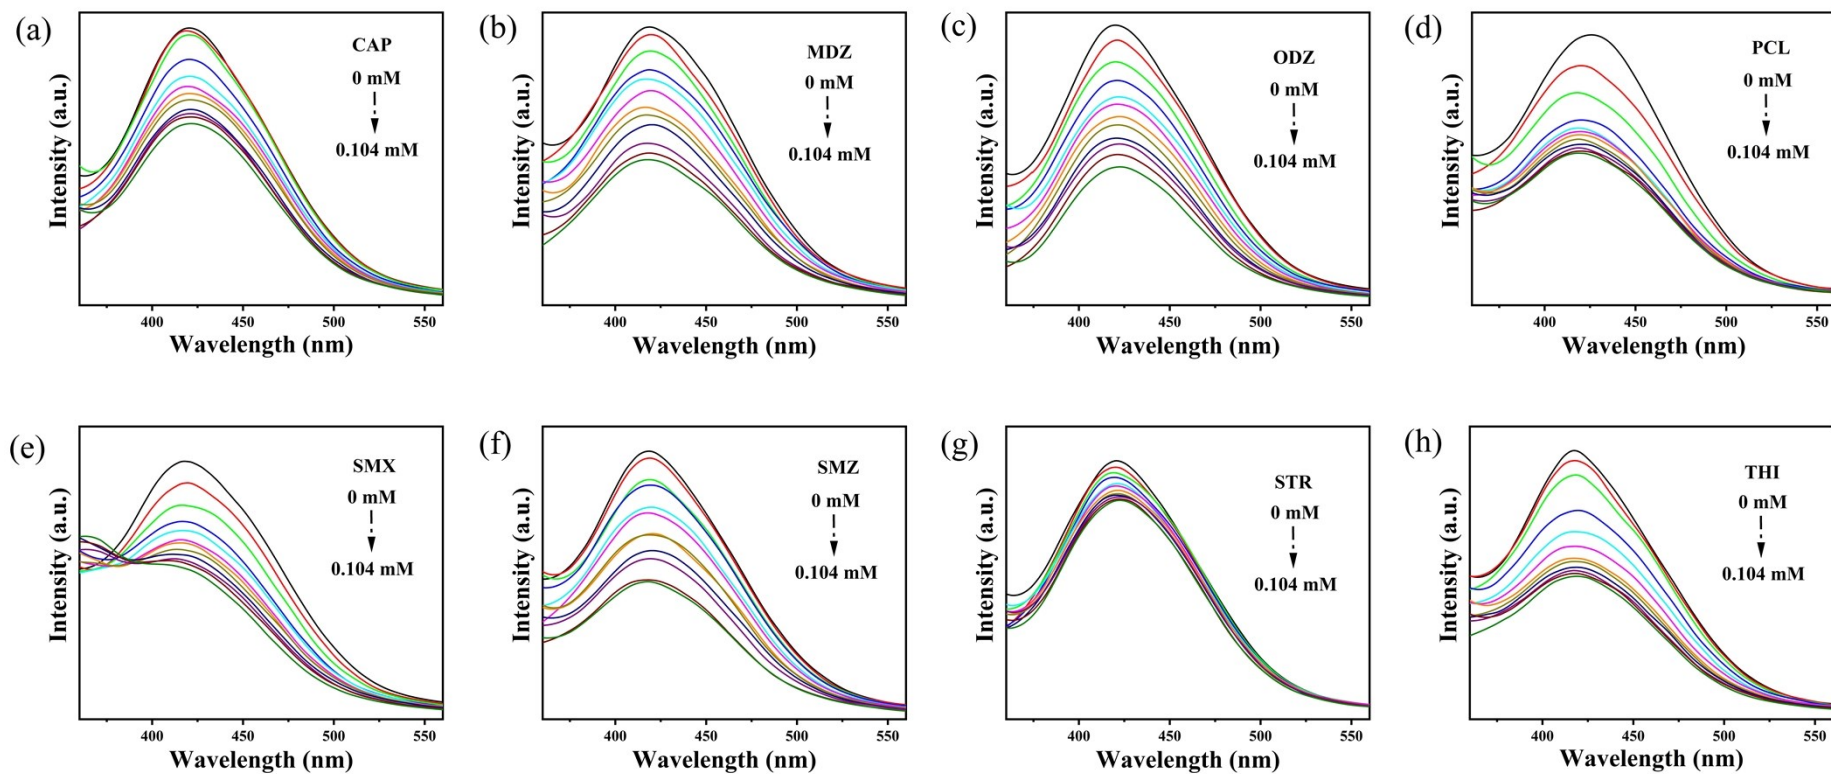 (a)
CAP
0 mM
0.104 mM
Intensity (a.u.)
400 450 500 550
Wavelength (nm)
(b)
MDZ
0 mM
0.104 mM
Intensity (a.u.)
400 450 500 550
Wavelength (nm)
(c)
ODZ
0 mM
0.104 mM
Intensity (a.u.)
400 450 500 550
Wavelength (nm)
(d)
PCL
0 mM
0.104 mM
Intensity (a.u.)
400 450 500 550
Wavelength (nm)
(e)
SMX
0 mM
0.104 mM
Intensity (a.u.)
400 450 500 550
Wavelength (nm)
(f)
SMZ
0 mM
0.104 mM
Intensity (a.u.)
400 450 500 550
Wavelength (nm)
(g)
STR
0 mM
0.104 mM
Intensity (a.u.)
400 450 500 550
Wavelength (nm)
(h)
THI
0 mM
0.104 mM
Intensity (a.u.)
400 450 500 550
Wavelength (nm)